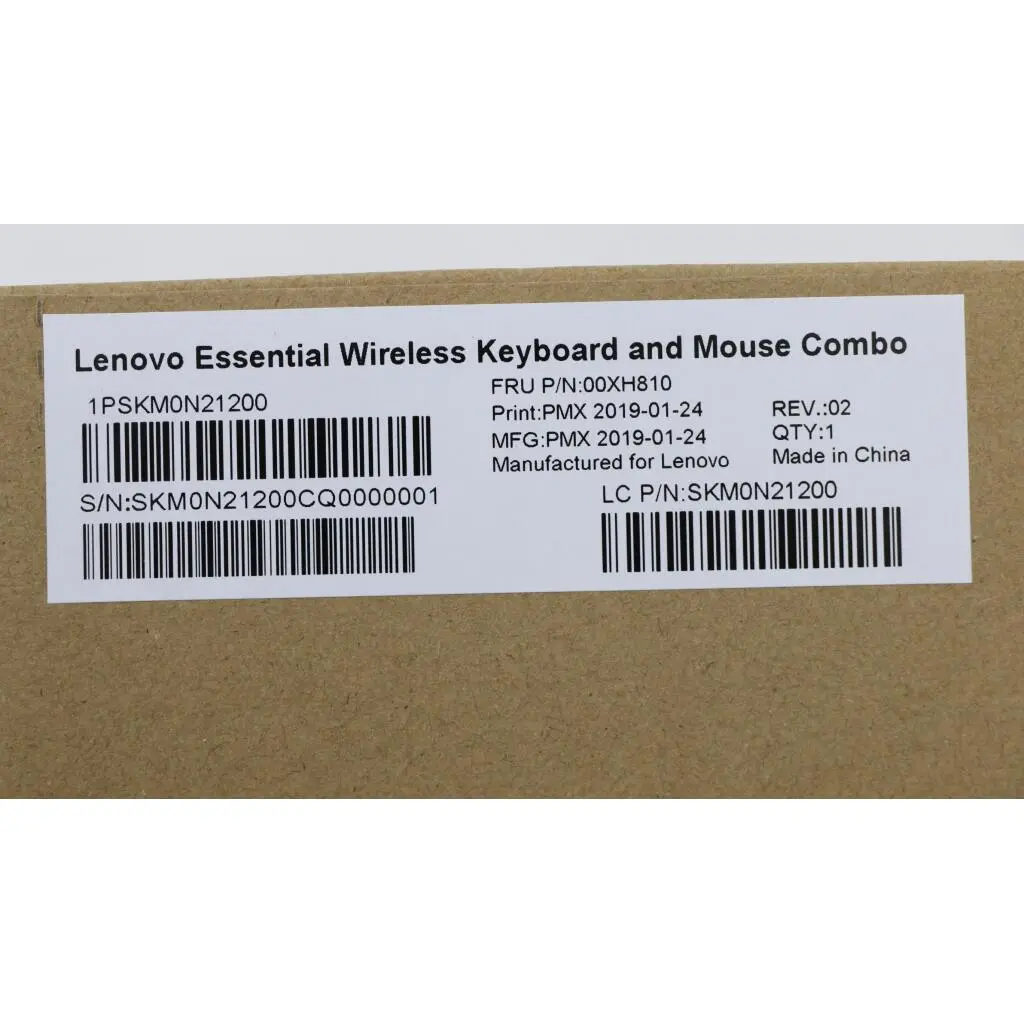 Lenovo Essential Wireless Keyboard and Mouse Combo
1PSKM0N21200
S/N:SKM0N21200CQ0000001
FRU P/N:00XH810
Print:PMX 2019-01-24
MFG:PMX 2019-01-24
Manufactured for Lenovo
REV.:02
QTY:1
Made in China
LC P/N:SKM0N21200